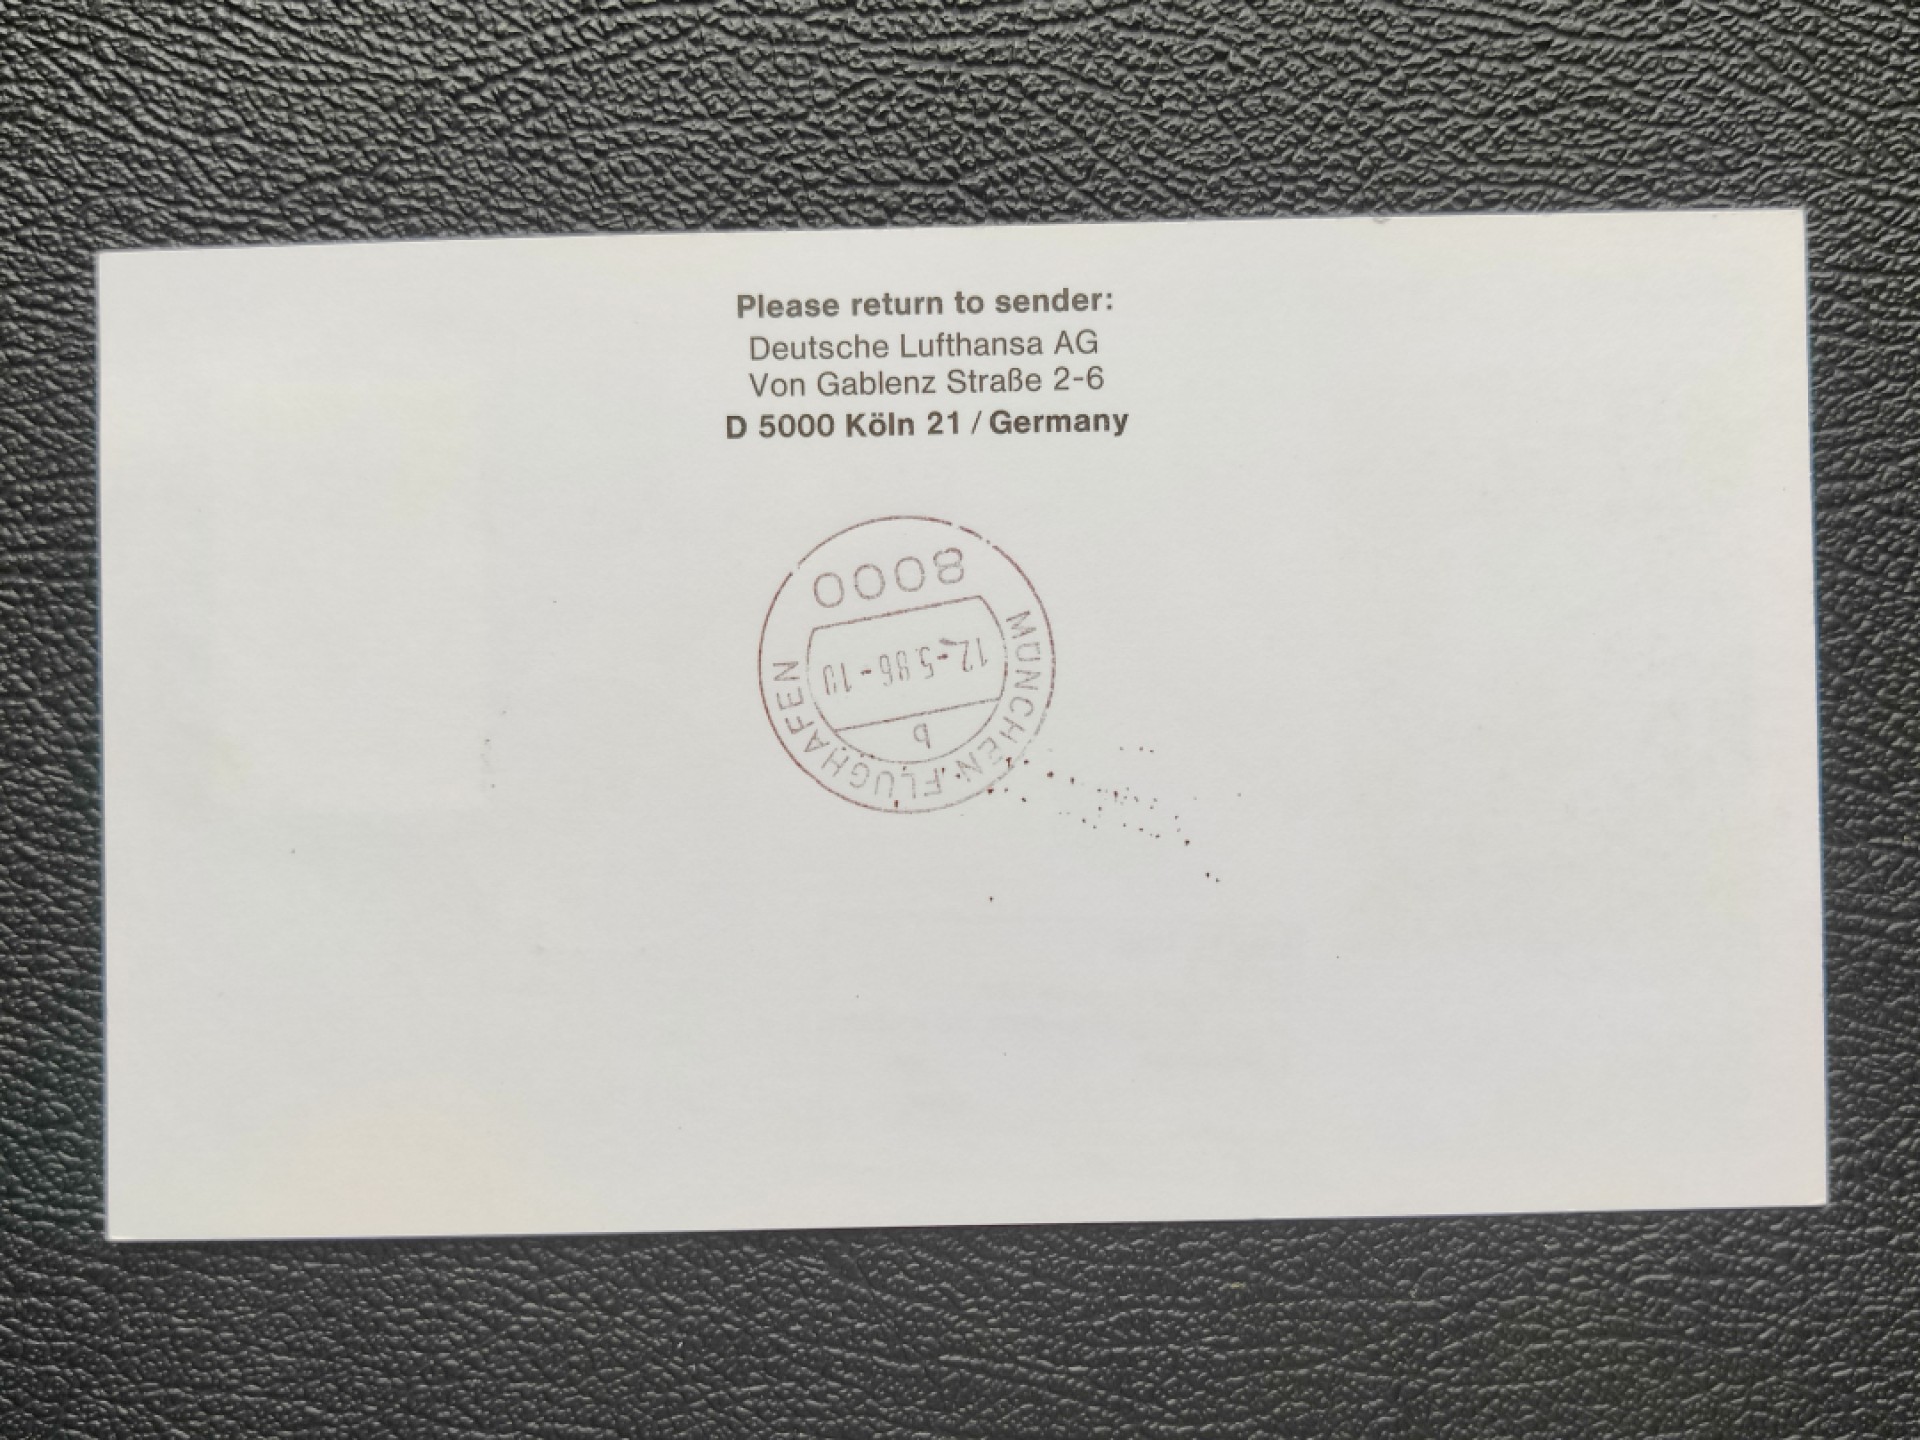 Please return to sender:
Deutsche Lufthansa AG
Von Gablenz Straße 2-6
D 5000 Köln 21 / Germany
8000
12.-5.86-10
b
MÜNCHEN-FLUGHAFEN